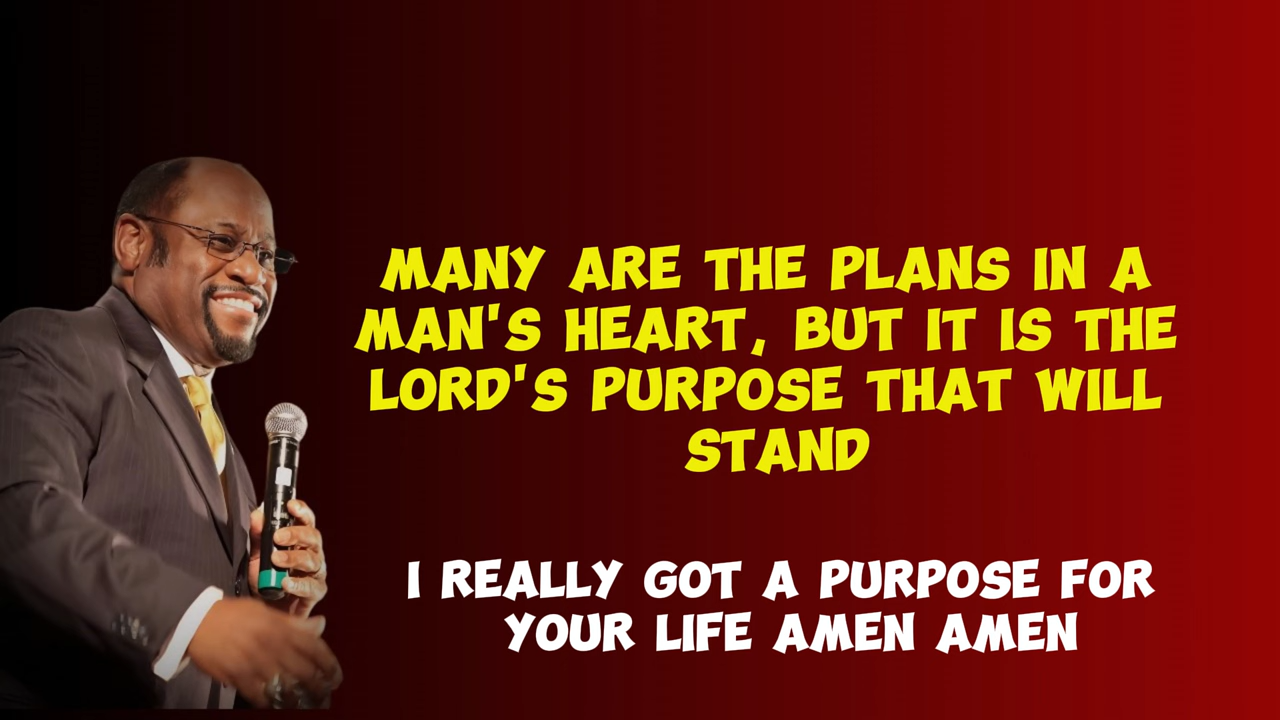 MANY ARE THE PLANS IN A
MAN'S HEART, BUT IT IS THE
LORD'S PURPOSE THAT WILL
STAND
I REALLY GOT A PURPOSE FOR
YOUR LIFE AMEN AMEN